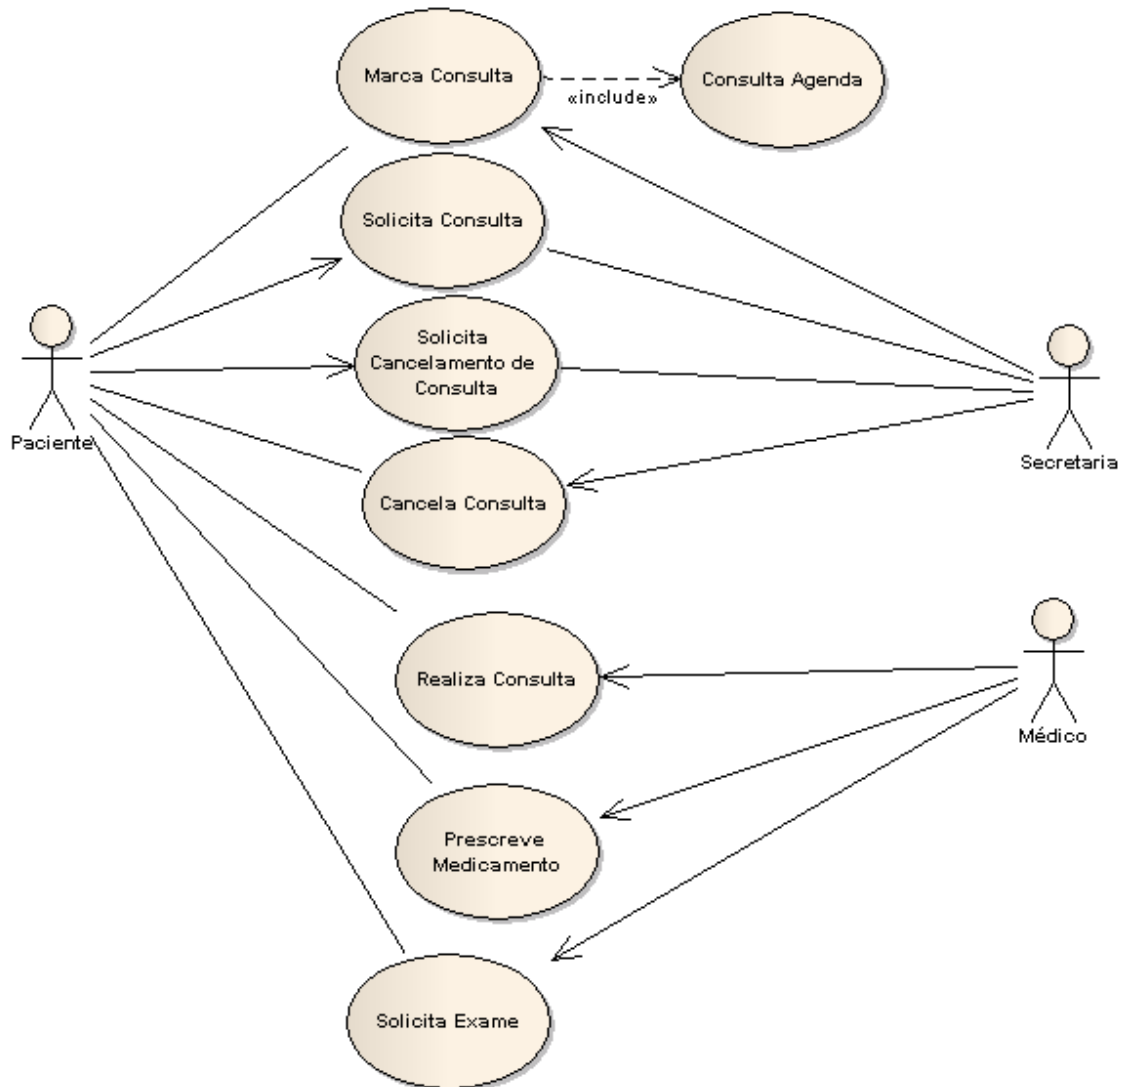 Marca Consulta
Consulta Agenda
«include»
Solicita Consulta
Solicita
Cancelamento de
Consulta
Paciente
Secretaria
Cancela Consulta
Realiza Consulta
Médico
Prescreve
Medicamento
Solicita Exame